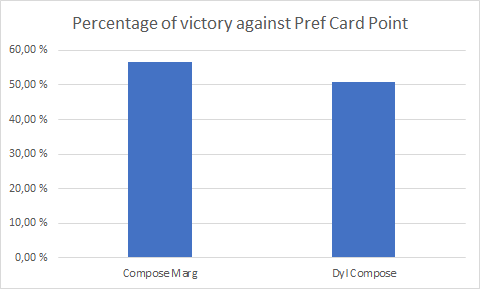 Percentage of victory against Pref Card Point
60,00 %
50,00 %
40,00 %
30,00 %
20,00 %
10,00 %
0,00 %
Compose Marg
Dyl Compose